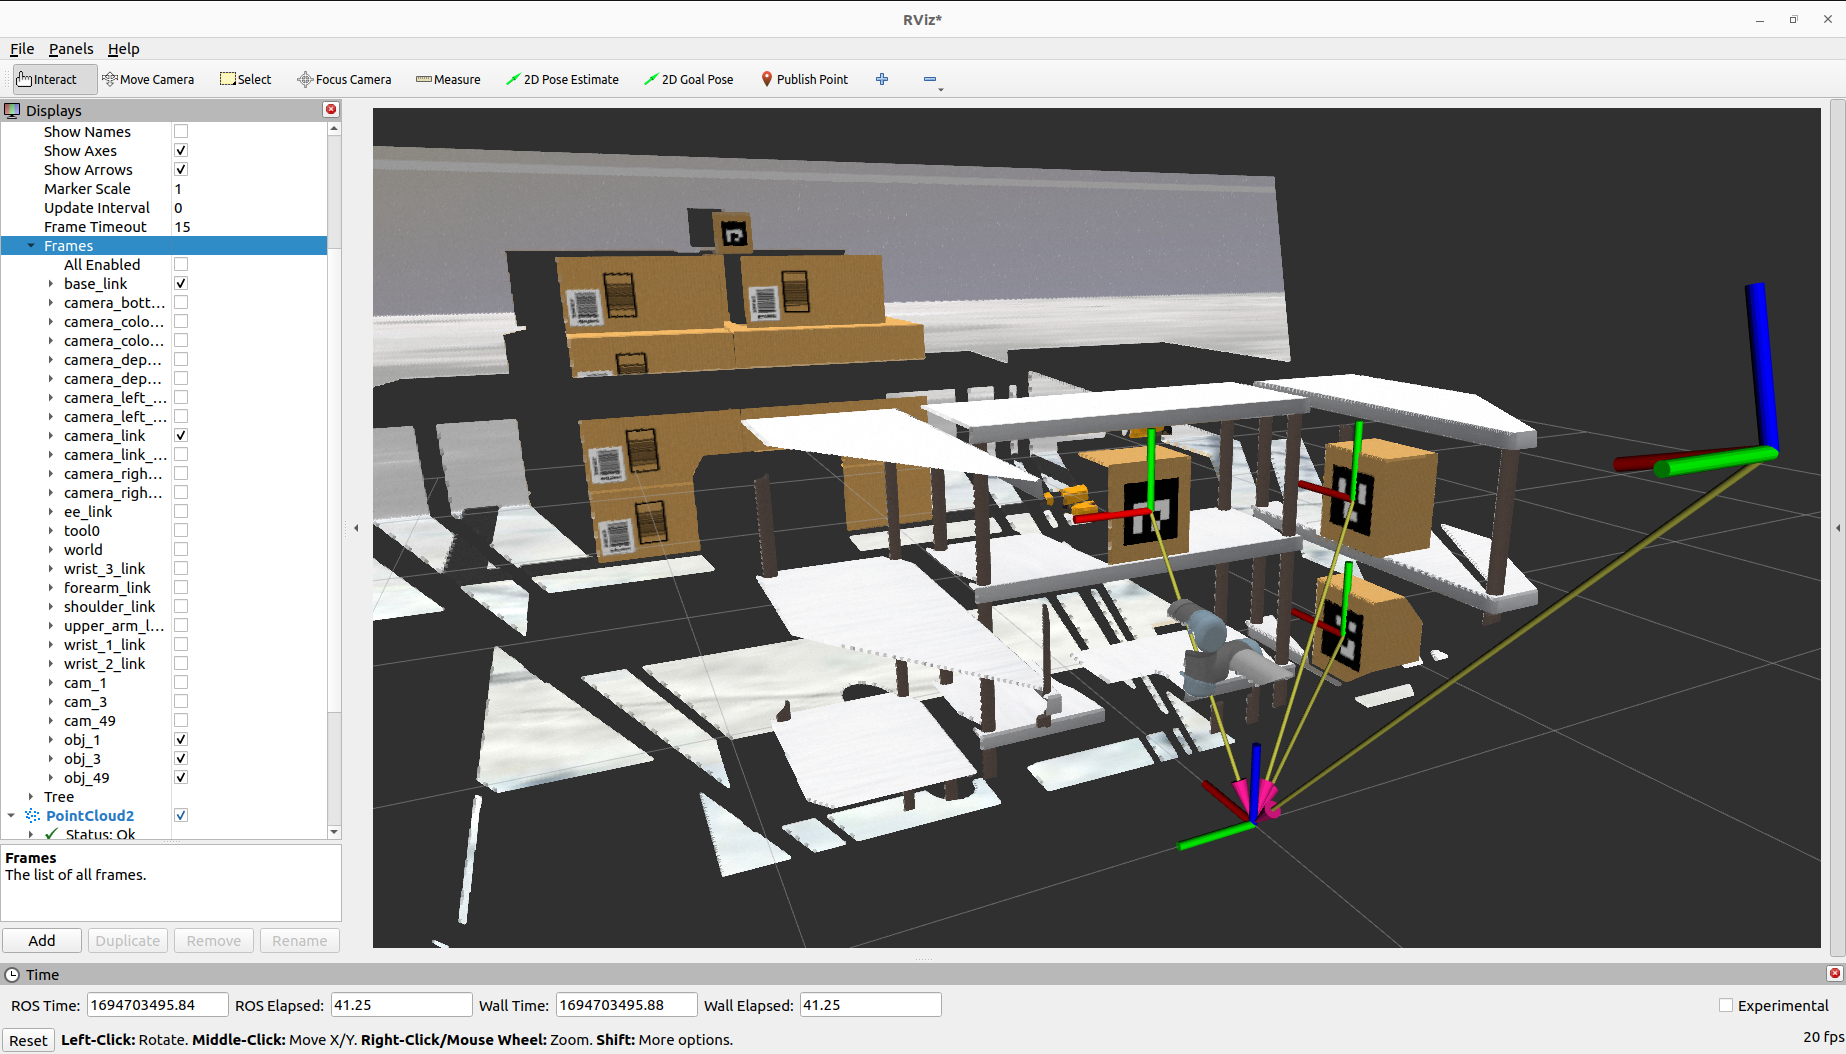 RViz*
File Panels Help
Interact Move Camera Select Focus Camera Measure 2D Pose Estimate 2D Goal Pose Publish Point
Displays
Show Names
Show Axes
Show Arrows
Marker Scale 1
Update Interval 0
Frame Timeout 15
Frames
All Enabled
base_link
camera_bott...
camera_colo...
camera_colo...
camera_dep...
camera_dep...
camera_left_...
camera_left_...
camera_link
camera_link_...
camera_righ...
camera_righ...
ee_link
tool0
world
wrist_3_link
forearm_link
shoulder_link
upper_arm_l...
wrist_1_link
wrist_2_link
cam_1
cam_3
cam_49
obj_1
obj_3
obj_49
Tree
PointCloud2
Status: Ok
Frames
The list of all frames.
Add Duplicate Remove Rename
Time
ROS Time: 1694703495.84 ROS Elapsed: 41.25 Wall Time: 1694703495.88 Wall Elapsed: 41.25 Experimental
Reset Left-Click: Rotate. Middle-Click: Move X/Y. Right-Click/Mouse Wheel: Zoom. Shift: More options. 20 fps